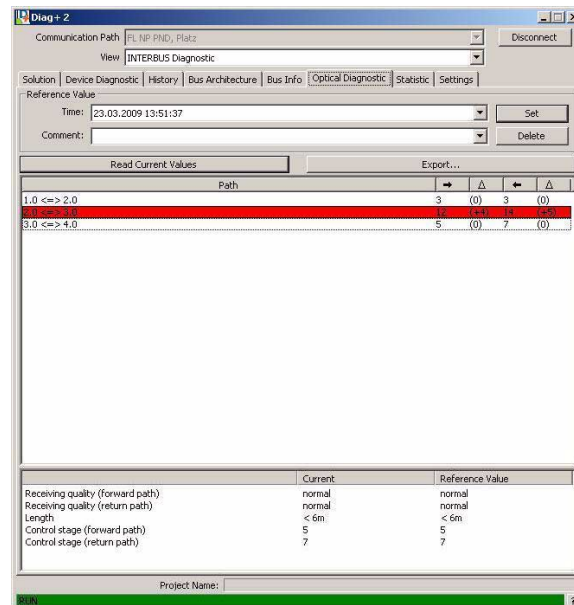 Diag+ 2
Communication Path FL NP PND, Platz Disconnect
View INTERBUS Diagnostic
Solution Device Diagnostic History Bus Architecture Bus Info Optical Diagnostic Statistic Settings
Reference Value
Time: 23.03.2009 13:51:37 Set
Comment: Delete
Read Current Values Export...
Path → Δ ← Δ
1.0 <=> 2.0 3 (0) 3 (0)
2.0 <=> 3.0 12 (+4) 14 (+5)
3.0 <=> 4.0 5 (0) 7 (0)
Current Reference Value
Receiving quality (forward path) normal normal
Receiving quality (return path) normal normal
Length < 6m < 6m
Control stage (forward path) 5 5
Control stage (return path) 7 7
Project Name:
RUN ?